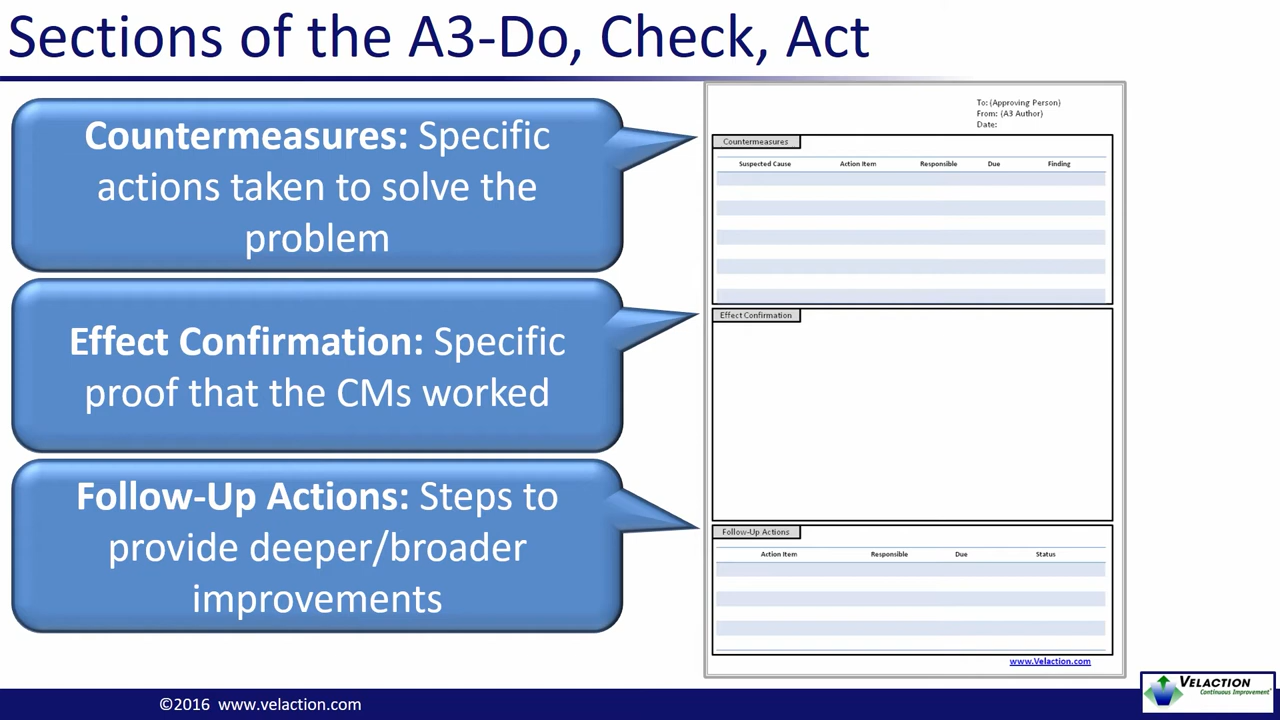 Sections of the A3-Do, Check, Act
Countermeasures: Specific
actions taken to solve the
problem
Effect Confirmation: Specific
proof that the CMs worked
Follow-Up Actions: Steps to
provide deeper/broader
improvements
To: (Approving Person)
From: (A3 Author)
Date:
Countermeasures
Suspected Cause Action Item Responsible Due Finding
Effect Confirmation
Follow-Up Actions
Action Item Responsible Due Status
www.Velaction.com
©2016 www.velaction.com
VELACTION
Continuous Improvement